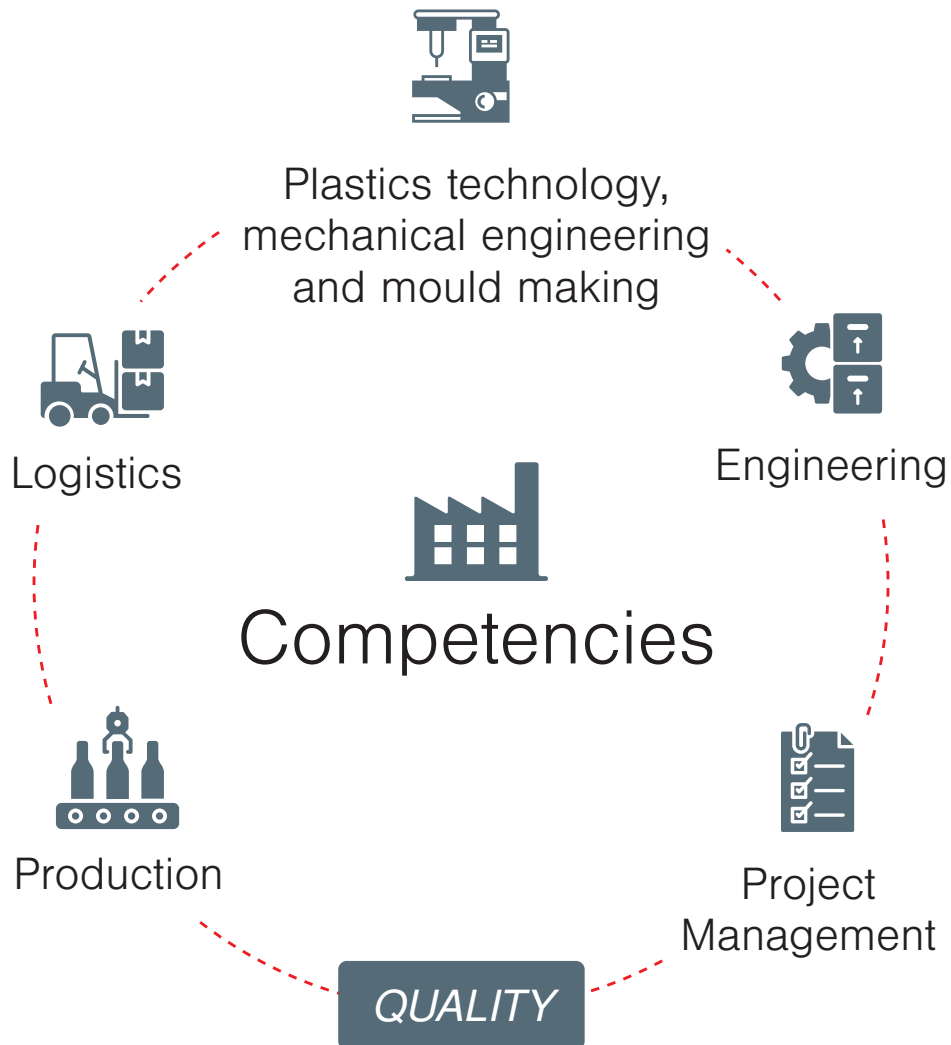 Plastics technology,
mechanical engineering
and mould making
Logistics
Engineering
Competencies
Production
Project
Management
QUALITY